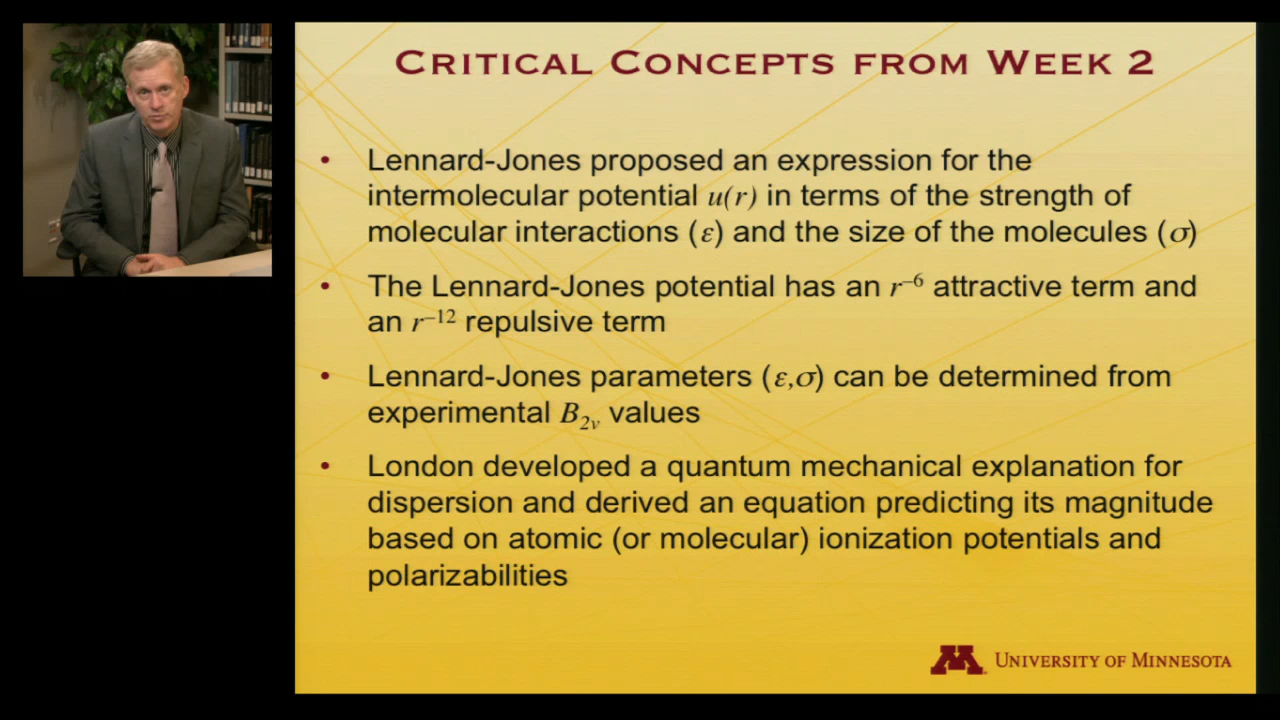 Critical Concepts from Week 2
• Lennard-Jones proposed an expression for the
intermolecular potential u(r) in terms of the strength of
molecular interactions (ε) and the size of the molecules (σ)
• The Lennard-Jones potential has an r⁻⁶ attractive term and
an r⁻¹² repulsive term
• Lennard-Jones parameters (ε,σ) can be determined from
experimental B₂ᵥ values
• London developed a quantum mechanical explanation for
dispersion and derived an equation predicting its magnitude
based on atomic (or molecular) ionization potentials and
polarizabilities
M University of Minnesota